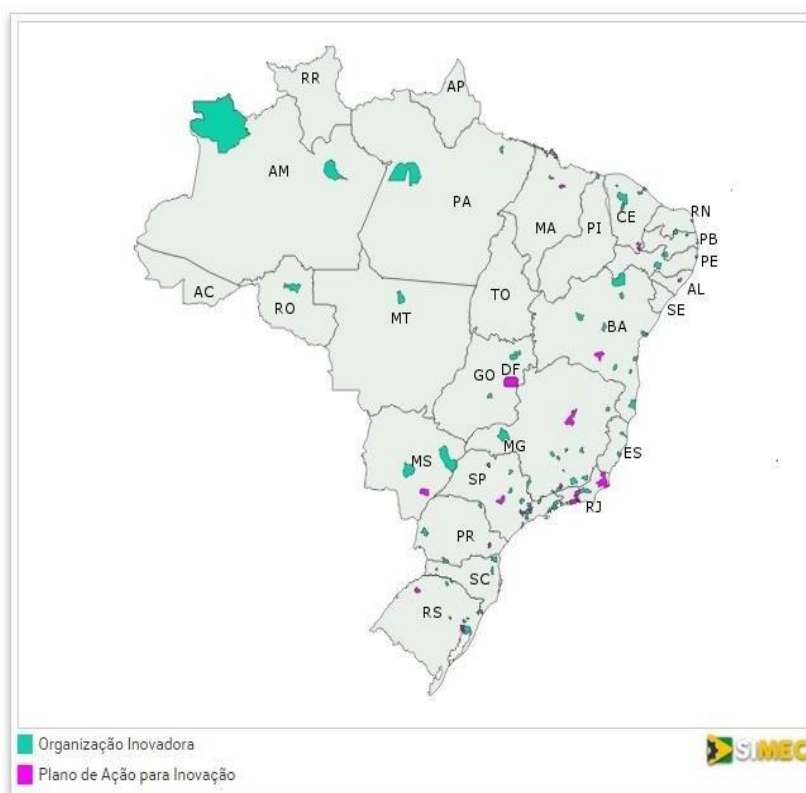 RR
AP
AM
PA
MA
PI
CE
RN
PB
PE
AL
SE
AC
RO
MT
TO
BA
GO
DF
MG
ES
MS
SP
RJ
PR
SC
RS
Organização Inovadora
Plano de Ação para Inovação
SIMEC